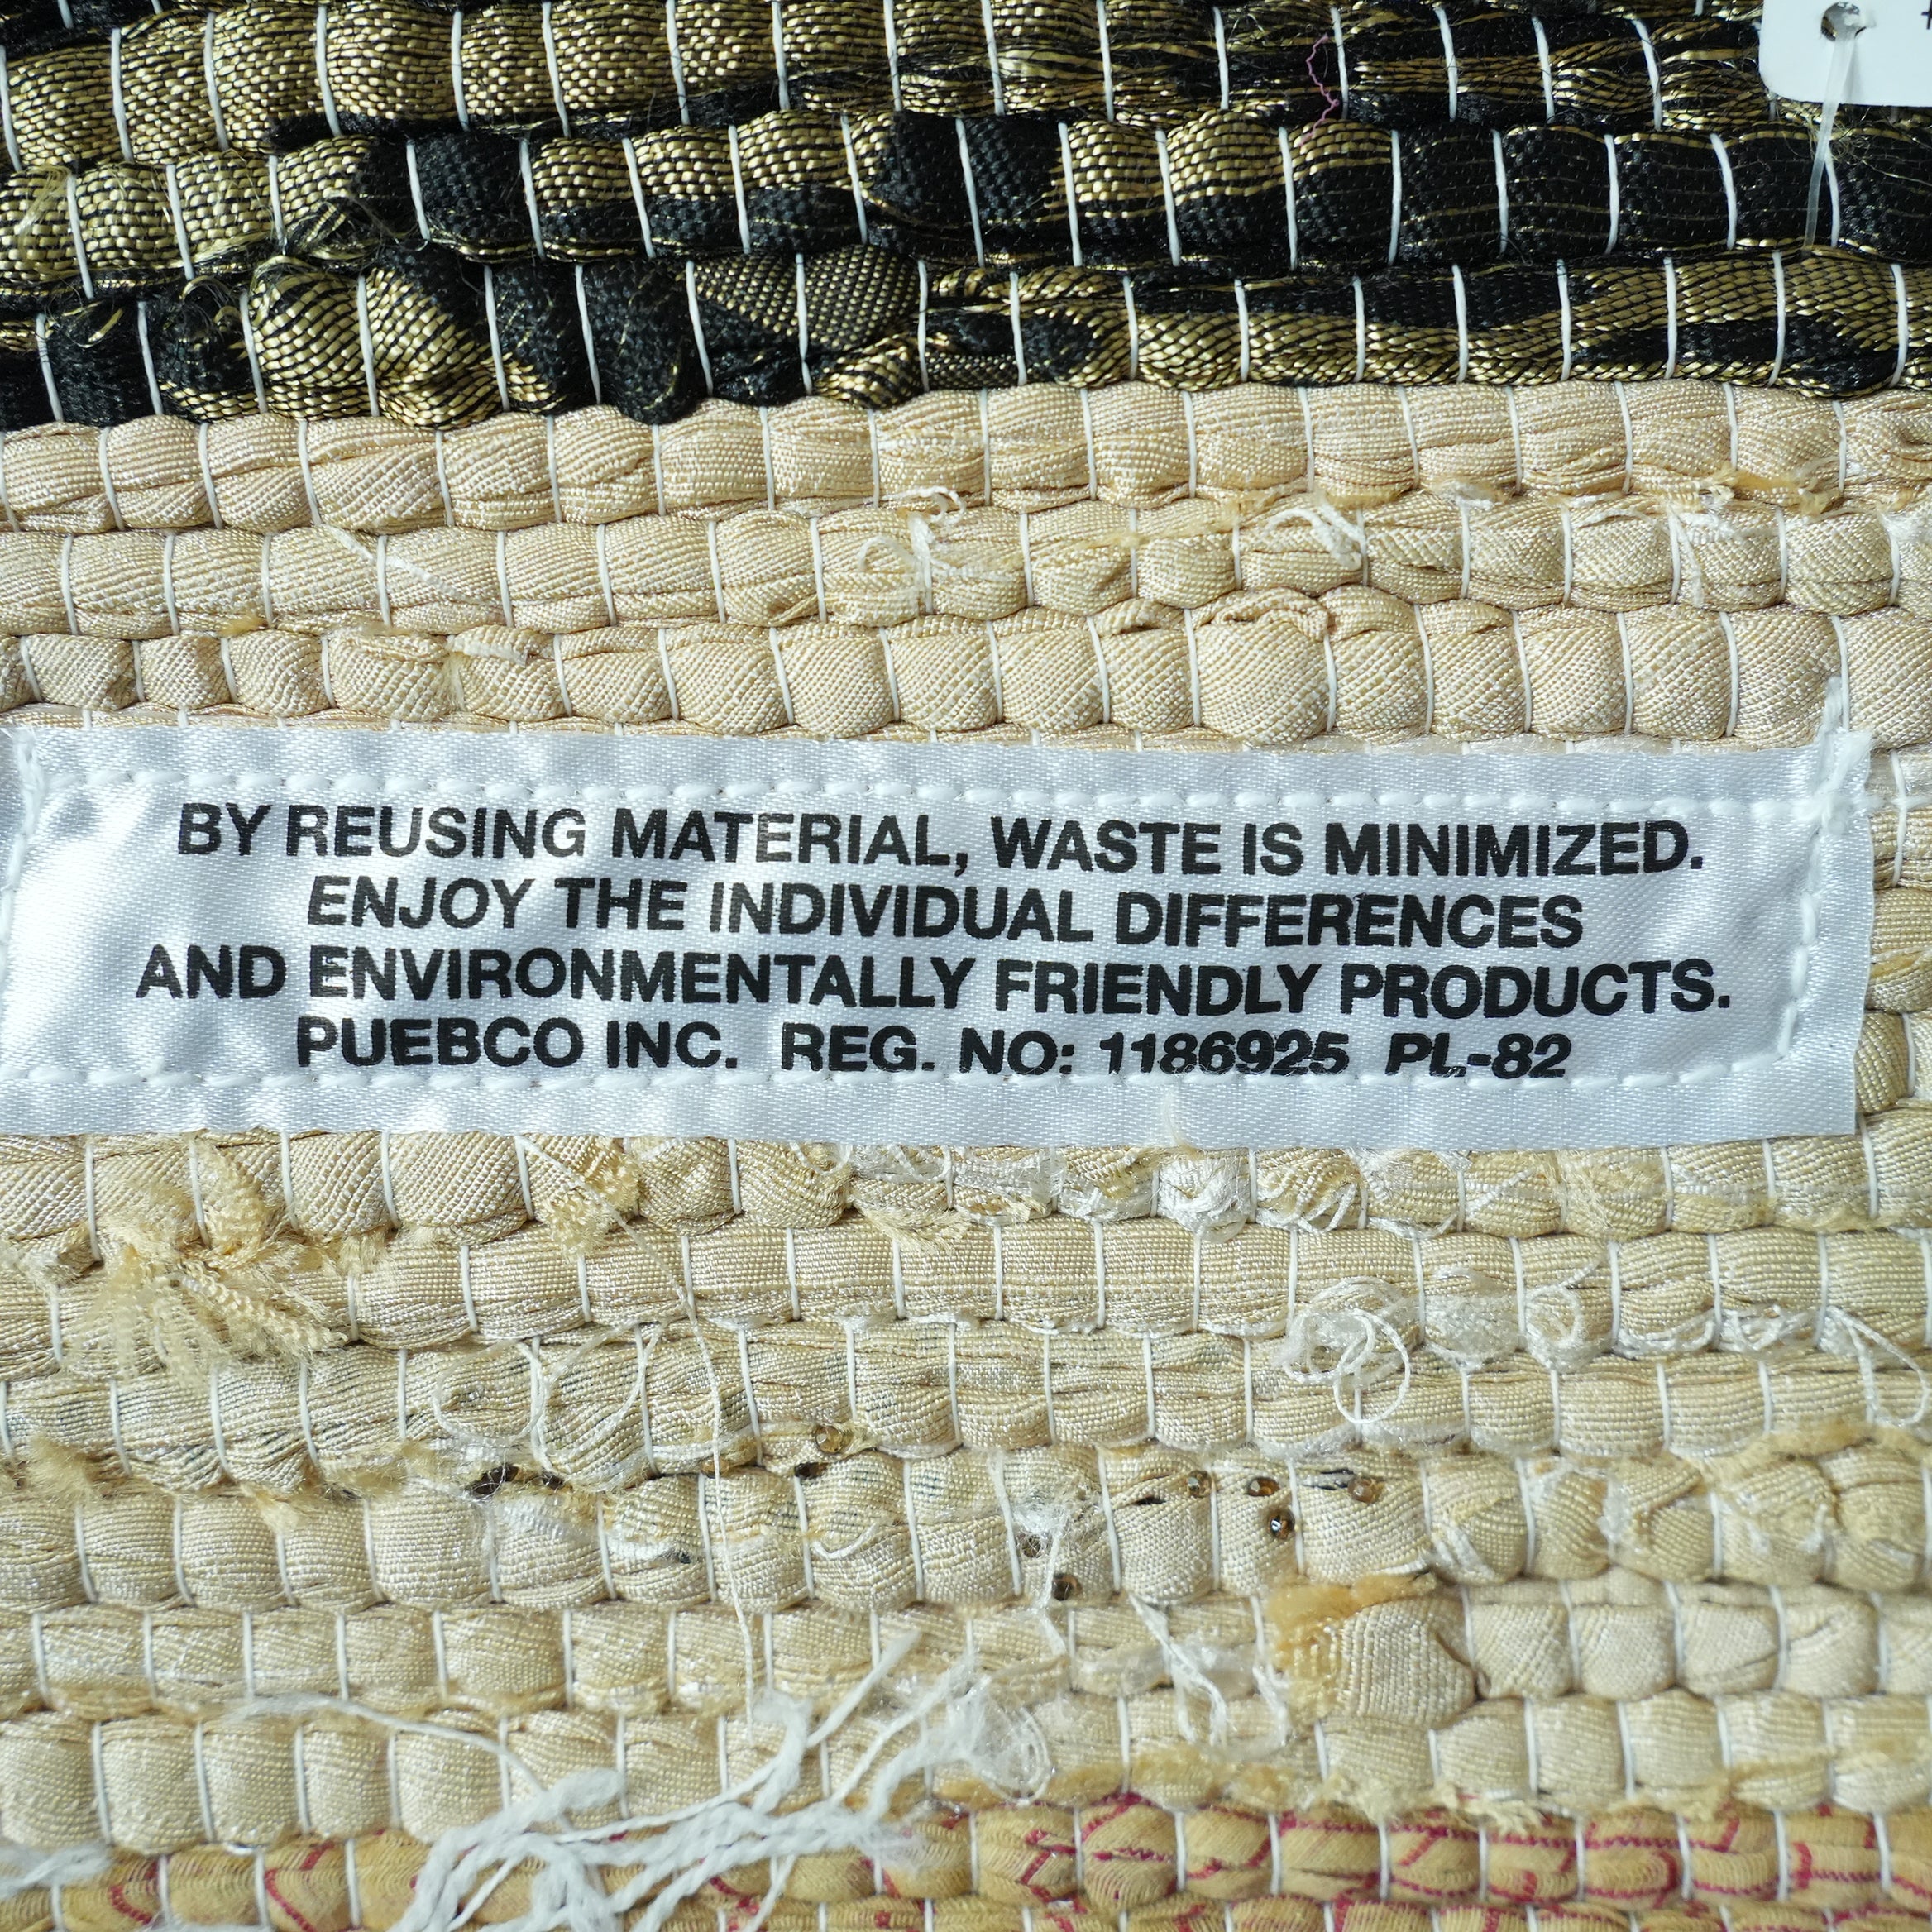 BY REUSING MATERIAL, WASTE IS MINIMIZED.
ENJOY THE INDIVIDUAL DIFFERENCES
AND ENVIRONMENTALLY FRIENDLY PRODUCTS.
PUEBCO INC. REG. NO: 1186925 PL-82